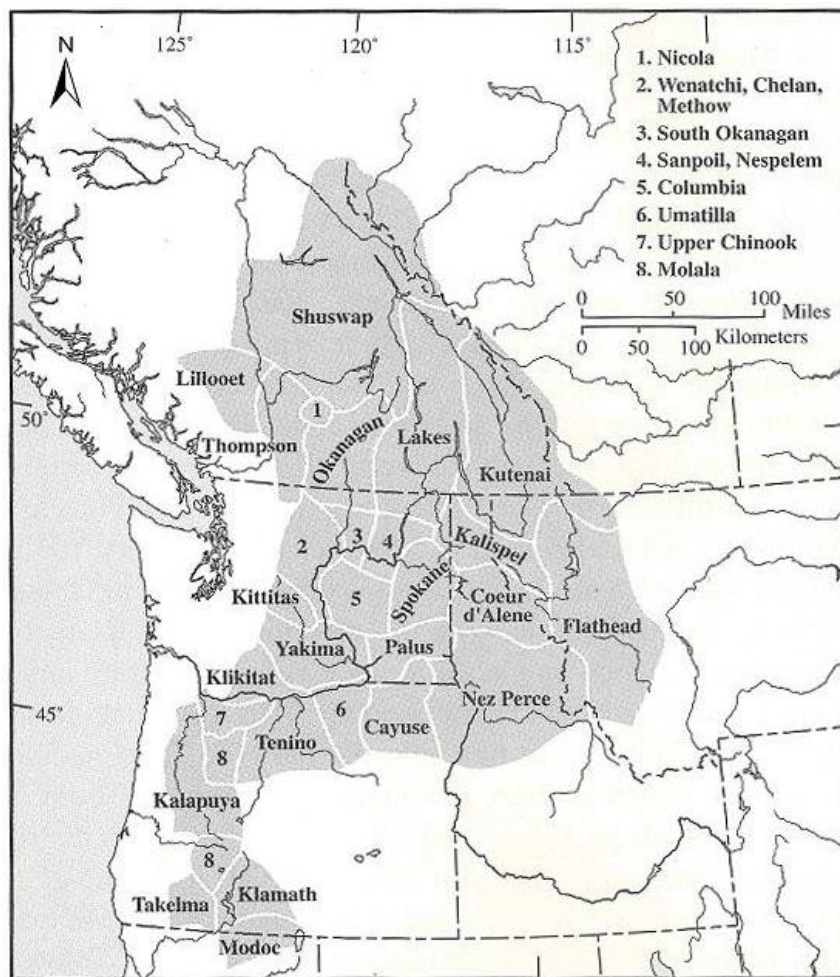 125°
120°
115°
N
1. Nicola
2. Wenatchi, Chelan,
Methow
3. South Okanagan
4. Sanpoil, Nespelem
5. Columbia
6. Umatilla
7. Upper Chinook
8. Molala
0 50 100
Miles
Kilometers
0 50 100
Shuswap
Lillooet
50°
1
Thompson
Okanagan
Lakes
Kutenai
2
3
4
Kalispel
Kittitas
5
Spokane
Coeur
d'Alene
Flathead
Yakima
Palus
Klikitat
Nez Perce
45°
7
6
Tenino
Cayuse
8
Kalapuya
8
Takelma
Klamath
Modoc